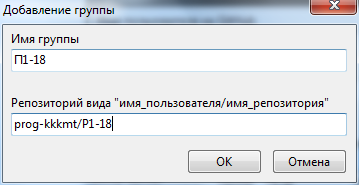 Добавление группы
Имя группы
П1-18
Репозиторий вида "имя_пользователя/имя_репозитория"
prog-kkkmt/P1-18
OK
Отмена